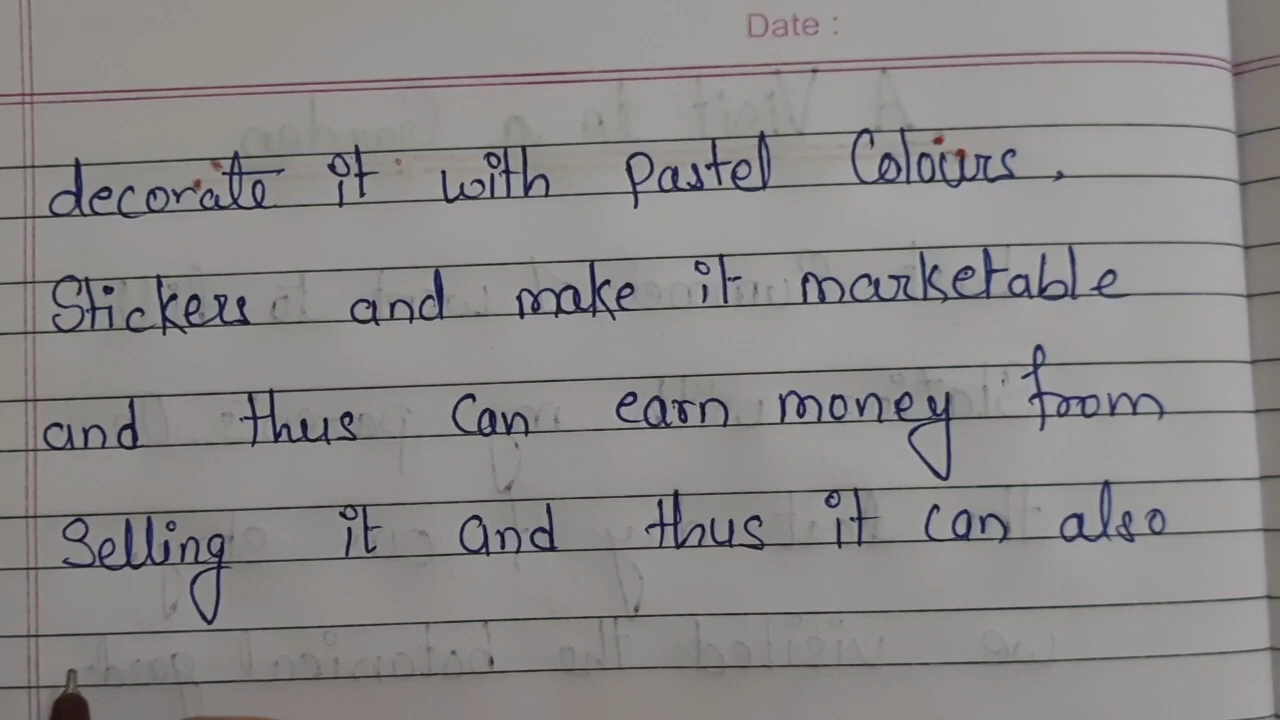 Date :
decorate it with Pastel Colours,
Stickers and make it marketable
and thus can earn money from
Selling it and thus it can also